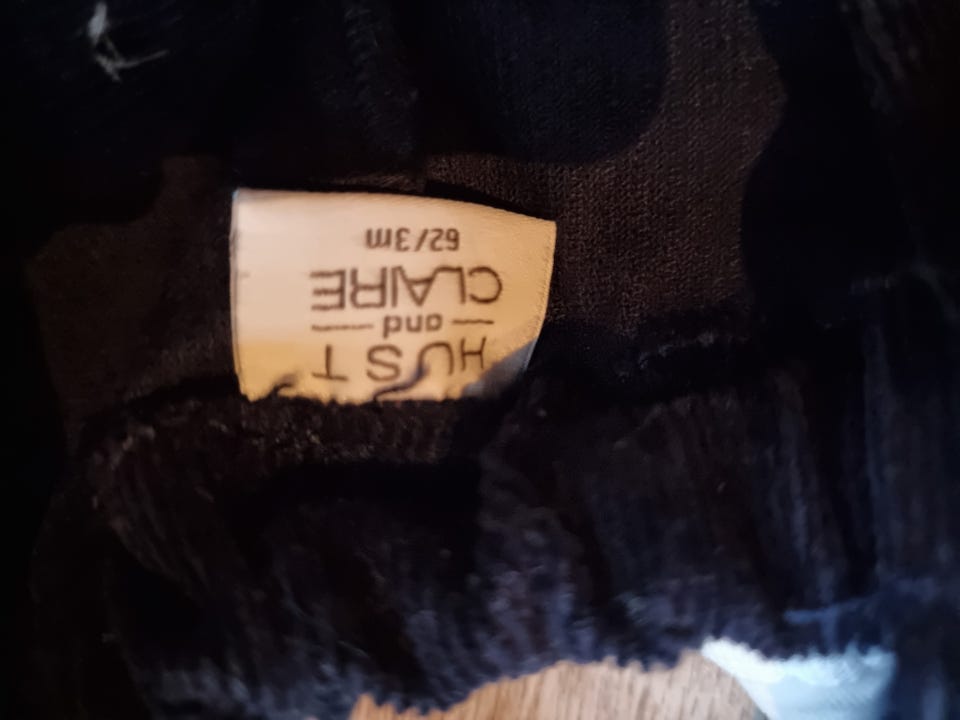 HUST
and
CLAIRE
62/3m